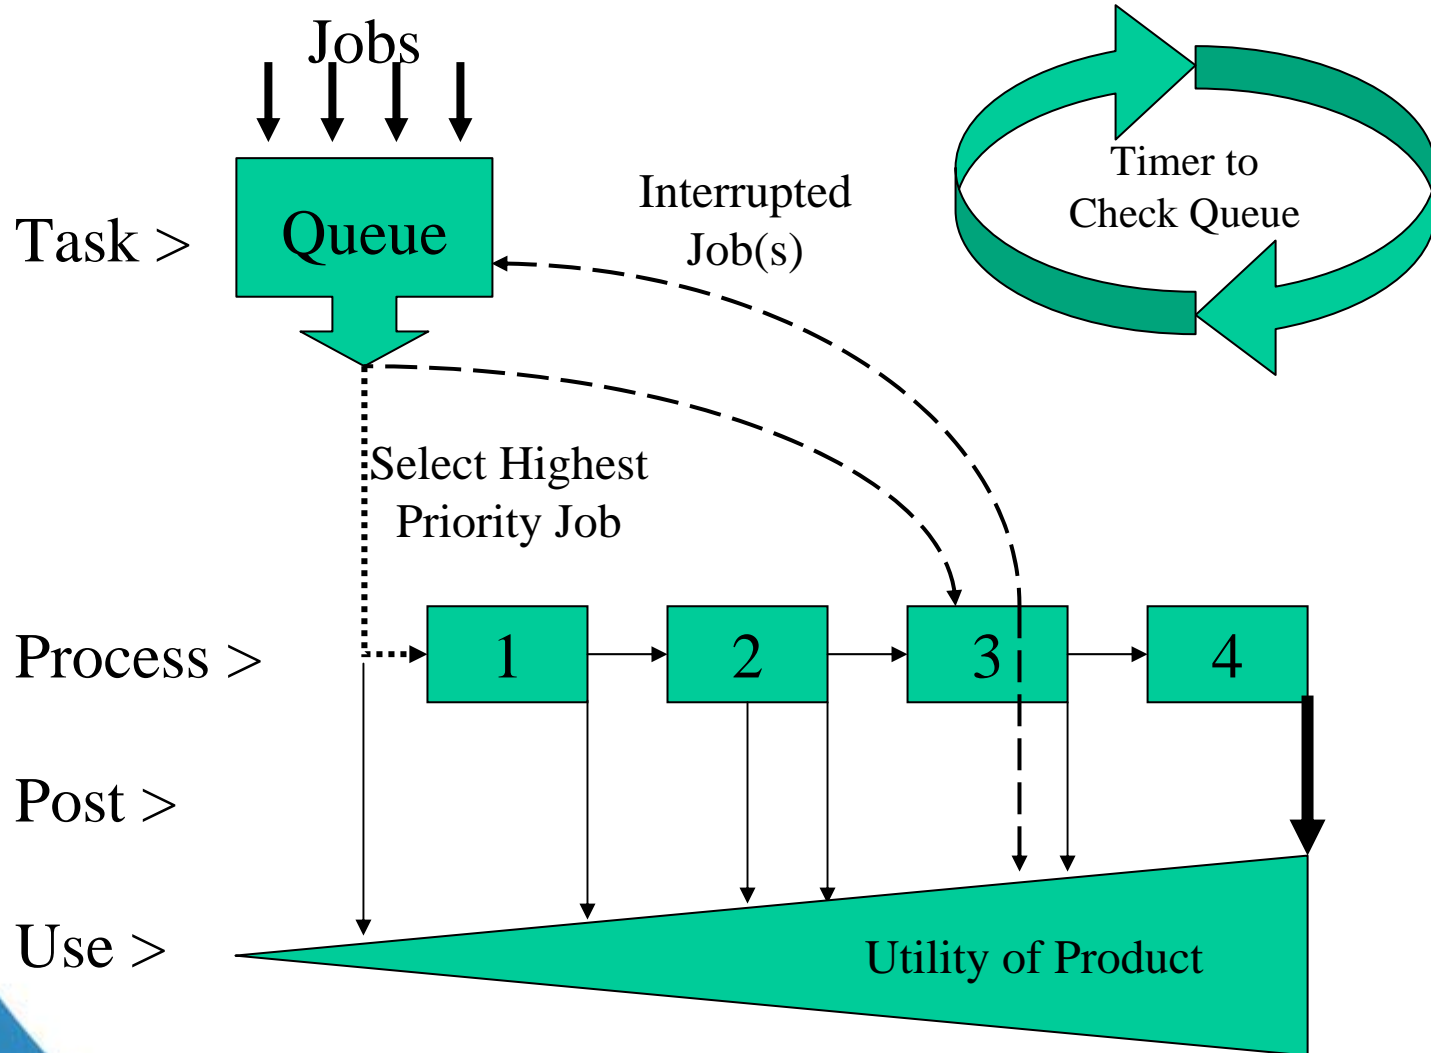 Jobs
Timer to
Check Queue
Interrupted
Job(s)
Task >
Queue
Select Highest
Priority Job
Process >
1
2
3
4
Post >
Use >
Utility of Product